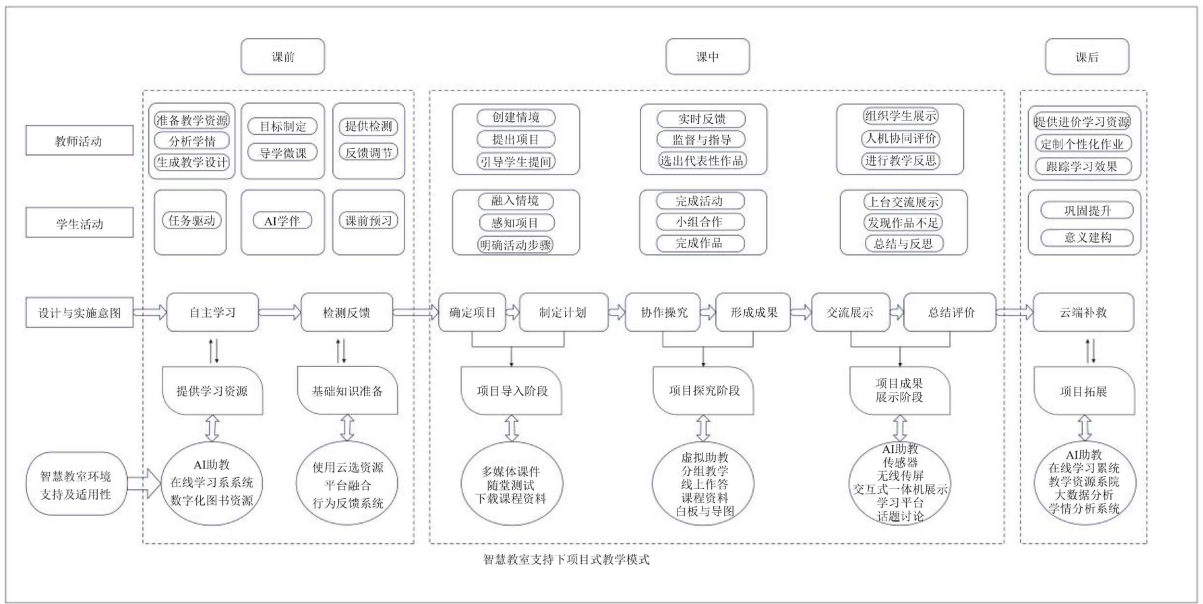 课前
课中
课后
教师活动
准备教学资源
分析学情
生成教学设计
目标制定
导学微课
提供检测
反馈调节
创建情境
提出项目
引导学生提间
实时反馈
监督与指导
选出代表性作品
组织学生展示
人机协同评价
进行教学反思
提供进价学习资源
定制个性化作业
跟踪学习效果
学生活动
任务驱动
AI学伴
课前预习
融入情境
感知项目
明确活动步骤
完成活动
小组合作
完成作品
上台交流展示
发现作品不足
总结与反思
巩固提升
意义建构
设计与实施意图
自主学习
检测反馈
确定项目
制定计划
协作操究
形成成果
交流展示
总结评价
云端补救
提供学习资源
基础知识准备
项目导入阶段
项目探究阶段
项目成果
展示阶段
项目拓展
智慧教室环境
支持及适用性
AI助教
在线学习系系统
数字化图书资源
使用云选资源
平台融合
行为反馈系统
多媒体课件
随堂测试
下载课程资料
虚拟助教
分组教学
线上作答
课程资料
白板与导图
AI助教
传感器
无线传屏
交互式一体机展示
学习平台
话题讨论
AI助教
在线学习累统
教学资源系院
大数据分析
学情分析系统
智慧教室支持下项目式教学模式